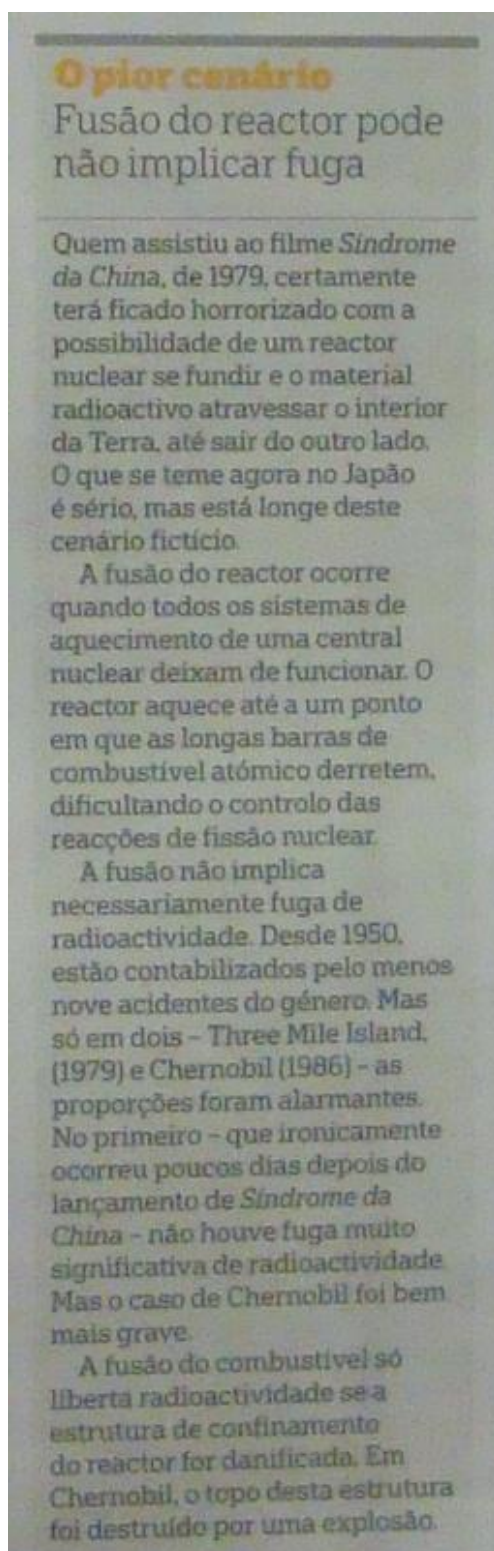 O pior cenário
Fusão do reactor pode
não implicar fuga
Quem assistiu ao filme Síndrome
da China, de 1979, certamente
terá ficado horrorizado com a
possibilidade de um reactor
nuclear se fundir e o material
radioactivo atravessar o interior
da Terra, até sair do outro lado.
O que se teme agora no Japão
é sério, mas está longe deste
cenário fictício.
A fusão do reactor ocorre
quando todos os sistemas de
aquecimento de uma central
nuclear deixam de funcionar. O
reactor aquece até a um ponto
em que as longas barras de
combustível atómico derretem,
dificultando o controlo das
reacções de fissão nuclear.
A fusão não implica
necessariamente fuga de
radioactividade. Desde 1950,
estão contabilizados pelo menos
nove acidentes do género. Mas
só em dois – Three Mile Island,
(1979) e Chernobil (1986) – as
proporções foram alarmantes.
No primeiro – que ironicamente
ocorreu poucos dias depois do
lançamento de Síndrome da
China – não houve fuga muito
significativa de radioactividade.
Mas o caso de Chernobil foi bem
mais grave.
A fusão do combustível só
liberta radioactividade se a
estrutura de confinamento
do reactor for danificada. Em
Chernobil, o topo desta estrutura
foi destruído por uma explosão.